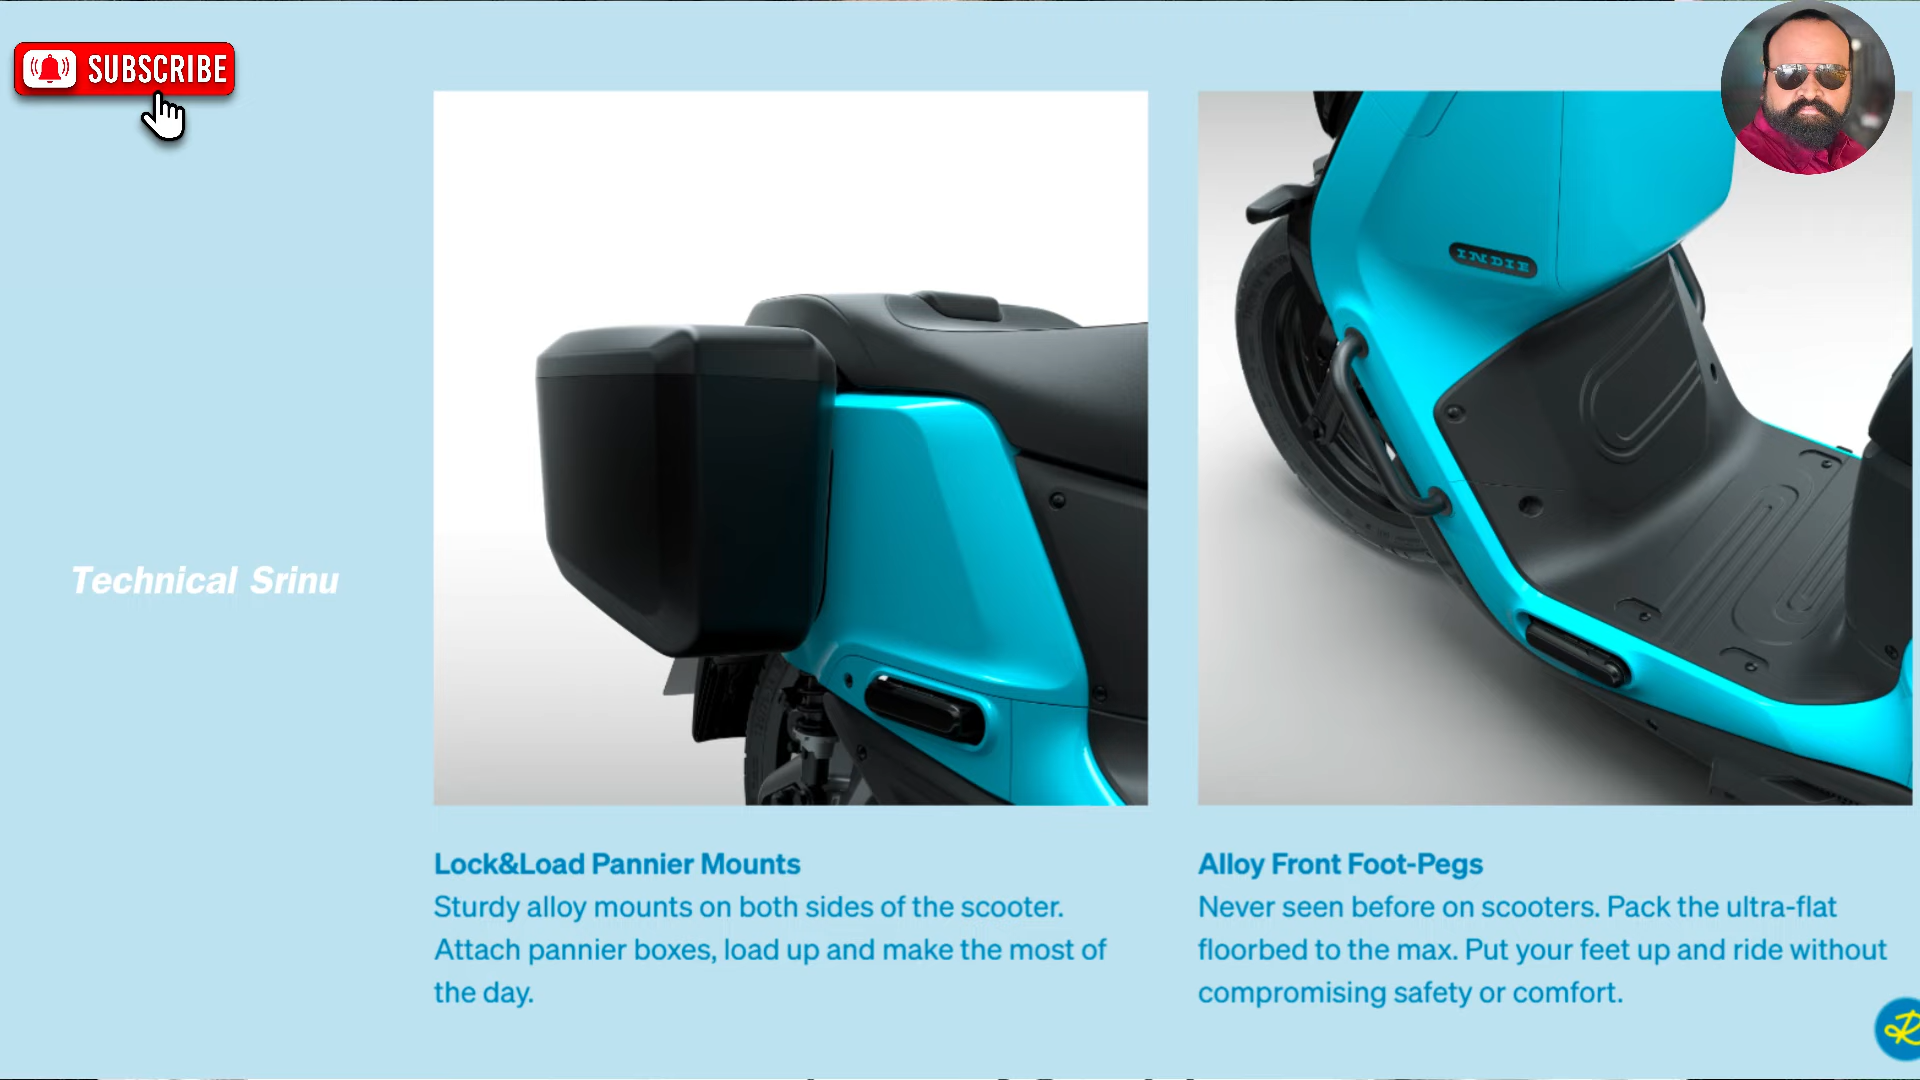 SUBSCRIBE
INDIE
Technical Srinu
Lock&Load Pannier Mounts
Sturdy alloy mounts on both sides of the scooter.
Attach pannier boxes, load up and make the most of
the day.
Alloy Front Foot-Pegs
Never seen before on scooters. Pack the ultra-flat
floorbed to the max. Put your feet up and ride without
compromising safety or comfort.